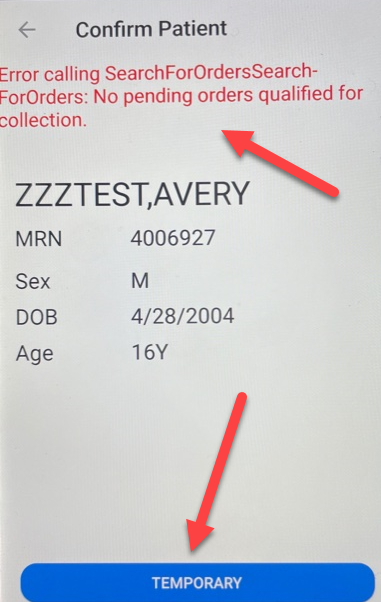 Confirm Patient
Error calling SearchForOrdersSearch-
ForOrders: No pending orders qualified for
collection.
ZZZTEST,AVERY
MRN 4006927
Sex M
DOB 4/28/2004
Age 16Y
TEMPORARY